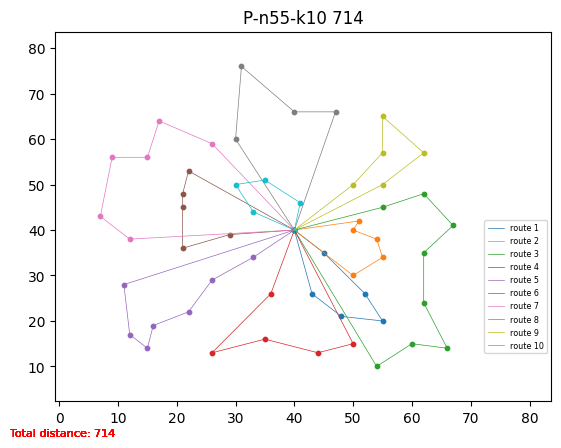 P-n55-k10 714
80
70
60
50
40
30
20
10
0 10 20 30 40 50 60 70 80
route 1
route 2
route 3
route 4
route 5
route 6
route 7
route 8
route 9
route 10
Total distance: 714